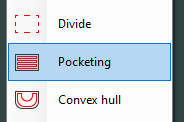 Divide
Pocketing
Convex hull